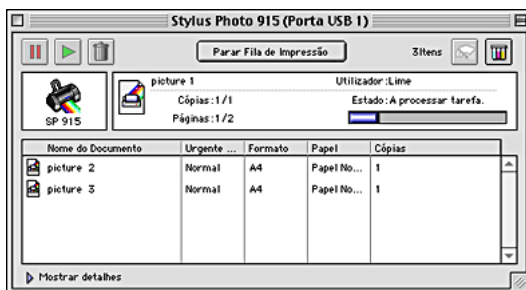 Stylus Photo 915 (Porta USB 1)
Parar Fila de Impressão
3Itens
picture 1
Utilizador :Lime
Cópias :1/1
Estado :A processar tarefa.
SP 915
Páginas :1/2
Nome do Documento Urgente ... Formato Papel Cópias
picture 2 Normal A4 Papel No... 1
picture 3 Normal A4 Papel No... 1
Mostrar detalhes